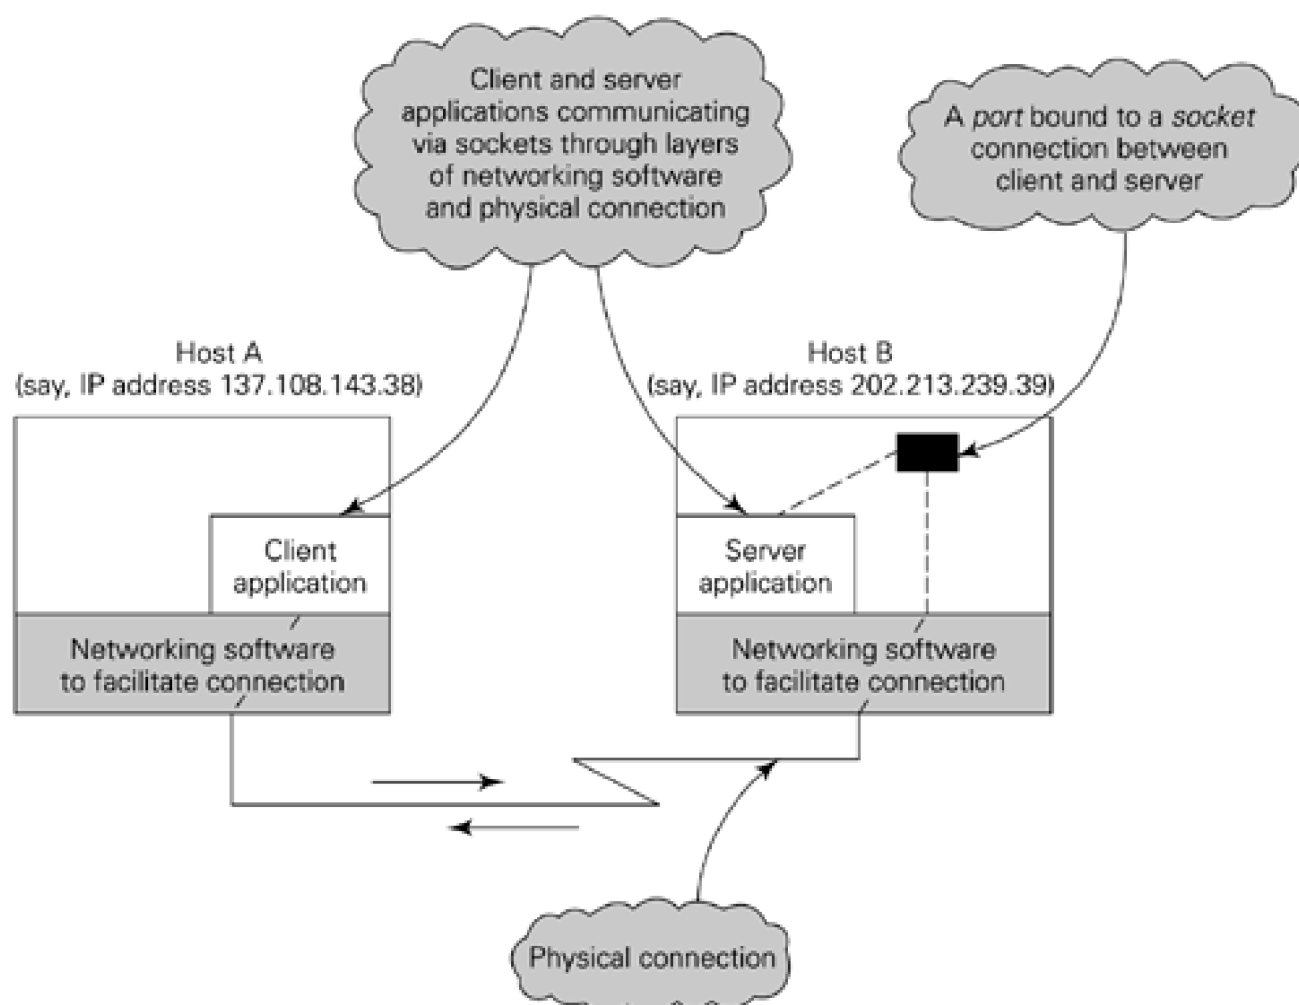 Client and server
applications communicating
via sockets through layers
of networking software
and physical connection
A port bound to a socket
connection between
client and server
Host A
(say, IP address 137.108.143.38)
Host B
(say, IP address 202.213.239.39)
Client
application
Server
application
Networking software
to facilitate connection
Networking software
to facilitate connection
Physical connection